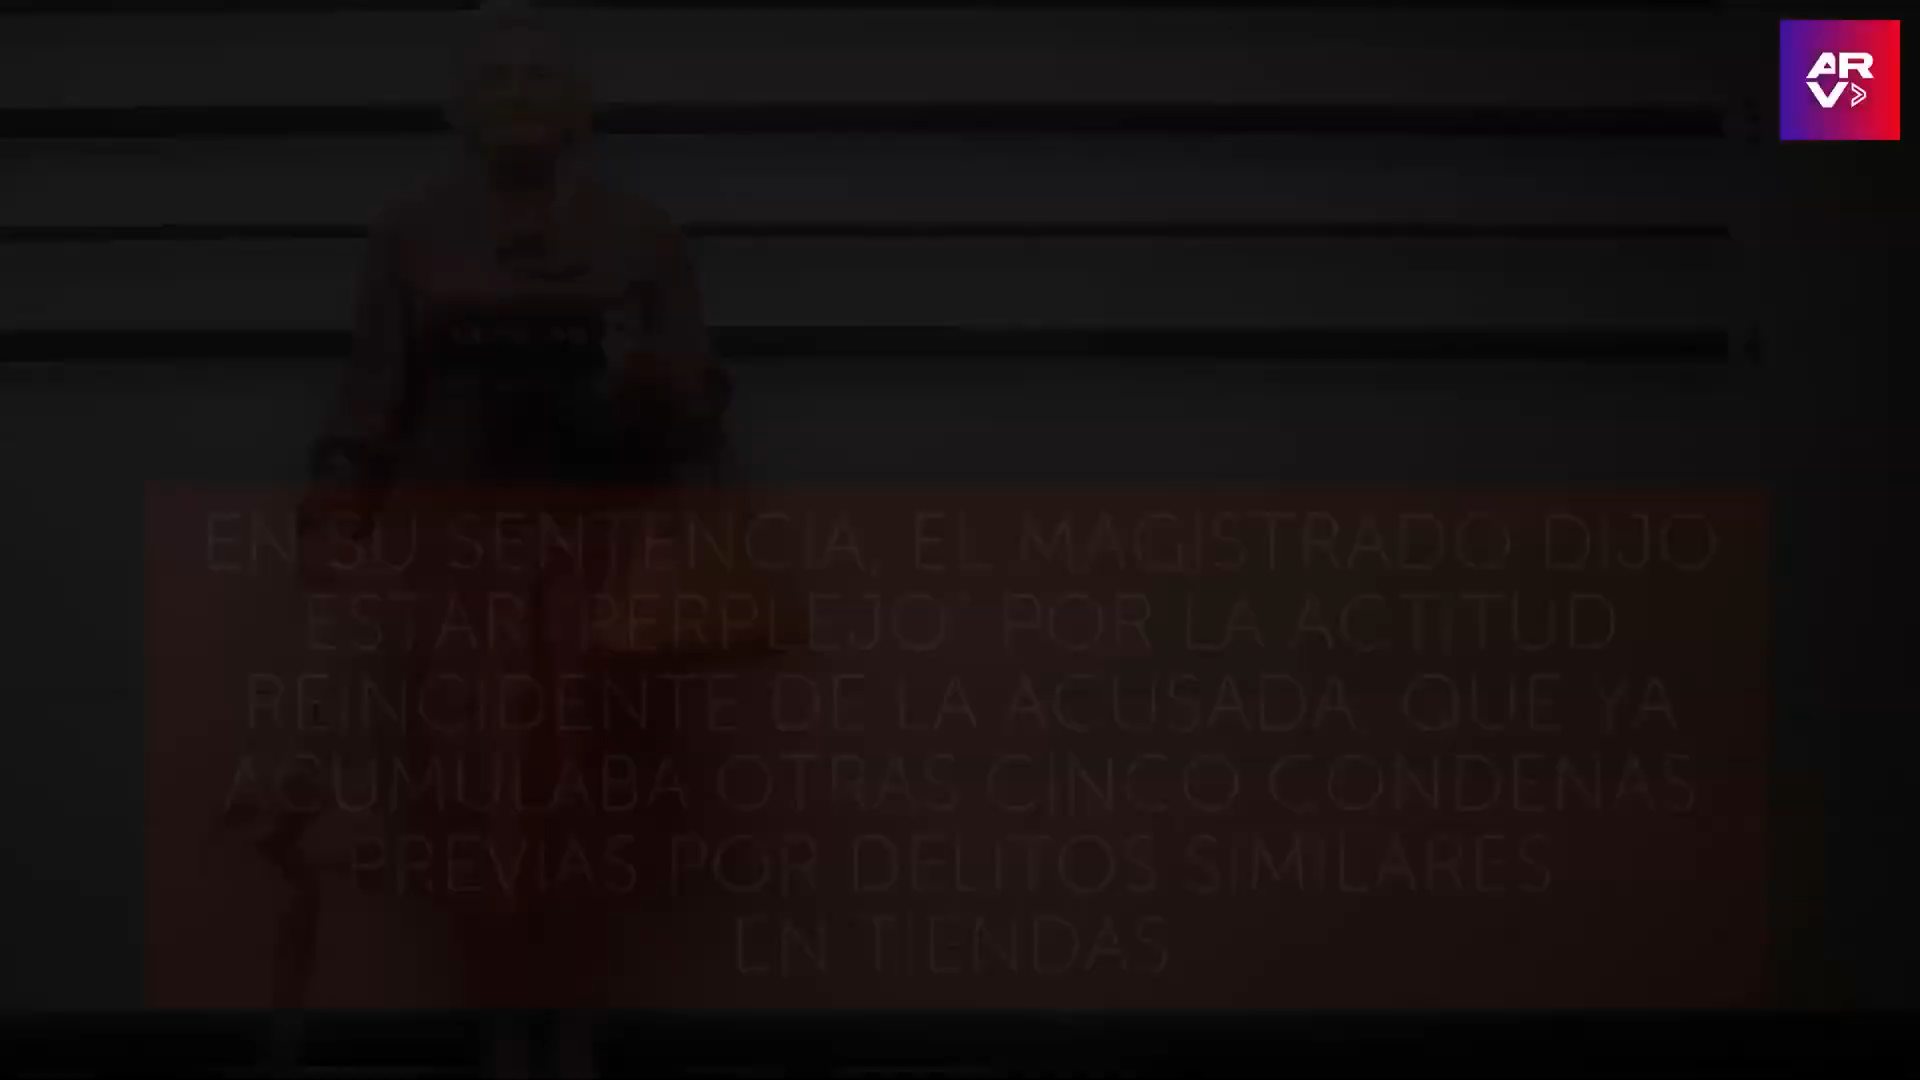 AR
V
EN SU SENTENCIA, EL MAGISTRADO DIJO
ESTAR "PERPLEJO" POR LA ACTITUD
REINCIDENTE DE LA ACUSADA, QUE YA
ACUMULABA OTRAS CINCO CONDENAS
PREVIAS POR DELITOS SIMILARES
EN TIENDAS